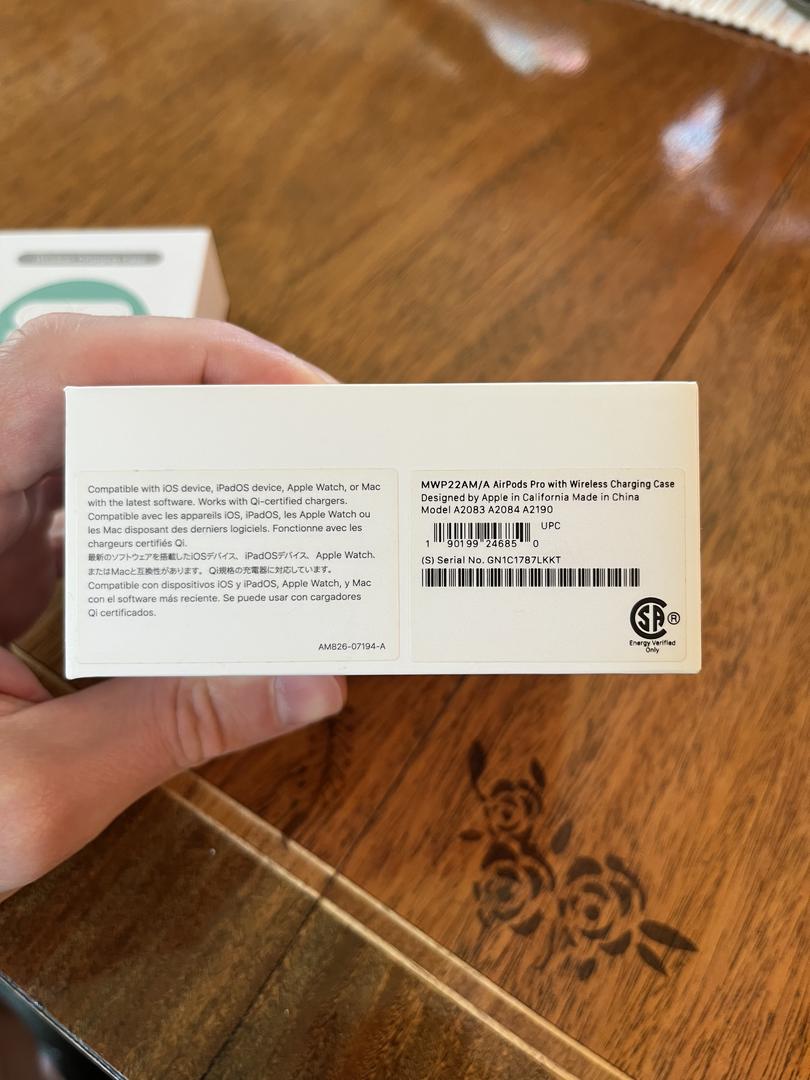 Compatible with iOS device, iPadOS device, Apple Watch, or Mac
with the latest software. Works with Qi-certified chargers.
Compatible avec les appareils iOS, iPadOS, les Apple Watch ou
les Mac disposant des derniers logiciels. Fonctionne avec les
chargeurs certifiés Qi.
最新のソフトウェアを搭載したiOSデバイス、iPadOSデバイス、Apple Watch、
またはMacと互換性があります。Qi規格の充電器に対応しています。
Compatible con dispositivos iOS y iPadOS, Apple Watch, y Mac
con el software más reciente. Se puede usar con cargadores
Qi certificados.
AM826-07194-A
MWP22AM/A AirPods Pro with Wireless Charging Case
Designed by Apple in California Made in China
Model A2083 A2084 A2190
UPC
1 90199 24685 0
(S) Serial No. GN1C1787LKKT
SA ®
Energy Verified
Only